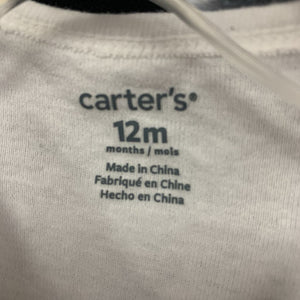 carter's®
12m
months / mois
Made in China
Fabriqué en Chine
Hecho en China